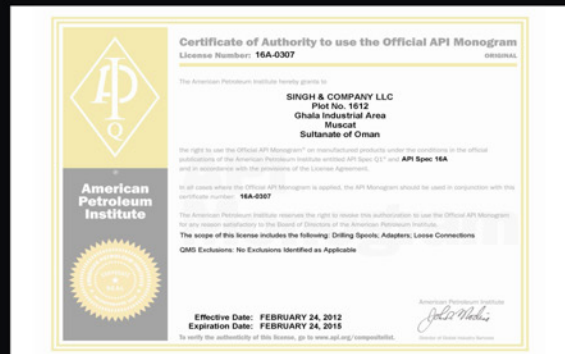 Certificate of Authority to use the Official API Monogram
License Number: 16A-0307
ORIGINAL
The American Petroleum Institute hereby grants to
SINGH & COMPANY LLC
Plot No. 1612
Ghala Industrial Area
Muscat
Sultanate of Oman
the right to use the Official API Monogram® on manufactured products under the conditions in the official
publications of the American Petroleum Institute entitled API Spec Q1® and API Spec 16A
and in accordance with the provisions of the License Agreement.
In all cases where the Official API Monogram is applied, the API Monogram should be used in conjunction with this
certificate number: 16A-0307
The American Petroleum Institute reserves the right to revoke this authorization to use the Official API Monogram
for any reason satisfactory to the Board of Directors of the American Petroleum Institute.
The scope of this license includes the following: Drilling Spools; Adapters; Loose Connections
QMS Exclusions: No Exclusions Identified as Applicable
API
Q
American
Petroleum
Institute
American Petroleum Institute
Effective Date: FEBRUARY 24, 2012
Expiration Date: FEBRUARY 24, 2015
To verify the authenticity of this license, go to www.api.org/compositelist.
Director of Global Industry Services